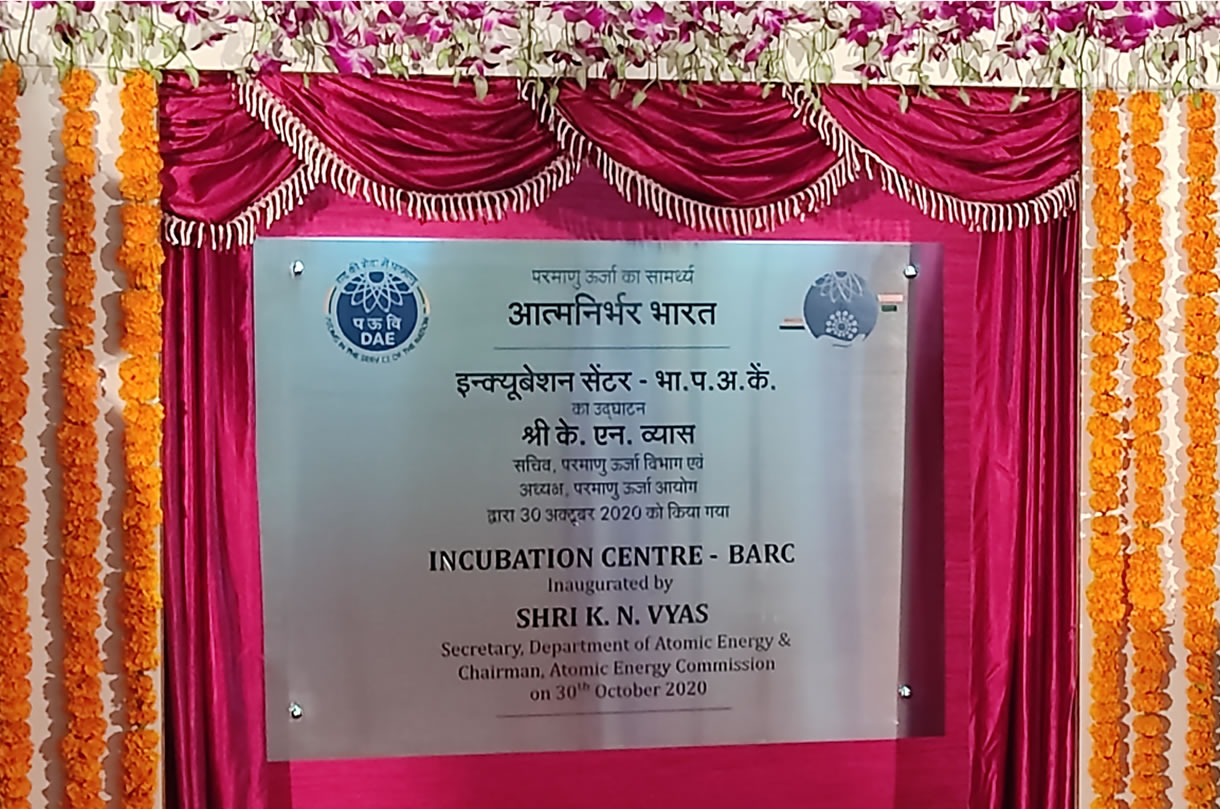 परमाणु ऊर्जा का सामर्थ्य
आत्मनिर्भर भारत
प ऊ वि
DAE
इन्क्यूबेशन सेंटर - भा.प.अ.कें.
का उद्घाटन
श्री के. एन. व्यास
सचिव, परमाणु ऊर्जा विभाग एवं
अध्यक्ष, परमाणु ऊर्जा आयोग
द्वारा 30 अक्टूबर 2020 को किया गया
INCUBATION CENTRE - BARC
Inaugurated by
SHRI K. N. VYAS
Secretary, Department of Atomic Energy &
Chairman, Atomic Energy Commission
on 30th October 2020